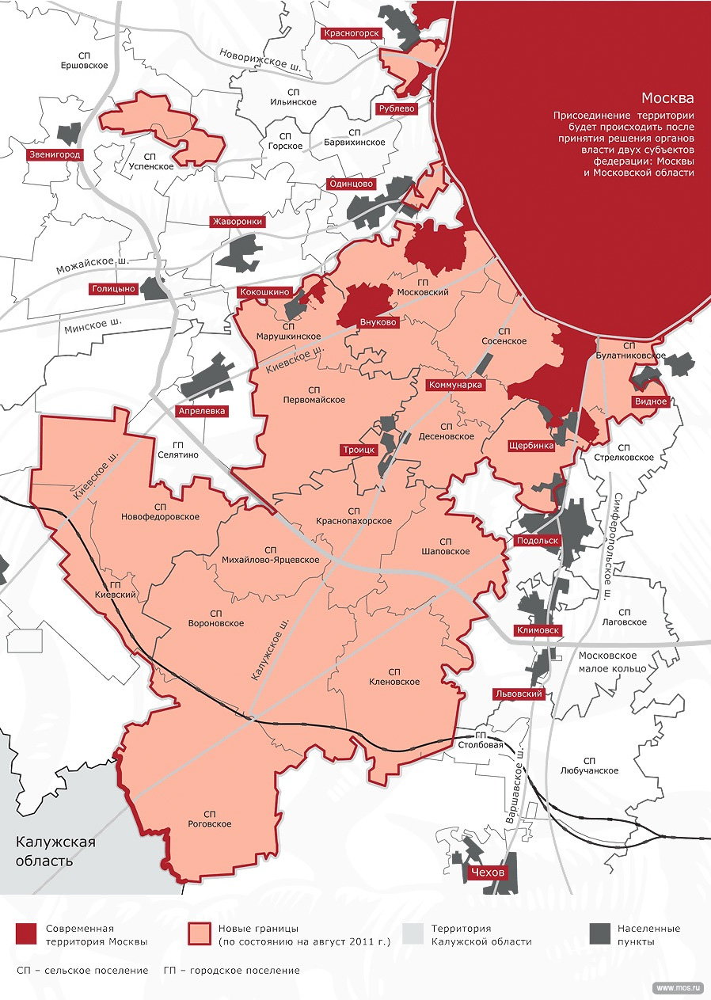 Красногорск
СП
Ершовское
Новорижское ш.
Москва
Присоединение территории
будет происходить после
принятия решения органов
власти двух субъектов
федерации: Москвы
и Московской области
СП
Ильинское
Рублево
Звенигород
СП
Успенское
СП
Горское
СП
Барвихинское
Одинцово
Жаворонки
Можайское ш.
Голицыно
Кокошкино
ГП
Московский
Минское ш.
СП
Марушкинское
Внуково
СП
Сосенское
СП
Булатниковское
Киевское ш.
Коммунарка
СП
Первомайское
Видное
Апрелевка
СП
Десеновское
Троицк
Щербинка
ГП
Селятино
СП
Стрелковское
Киевское ш.
СП
Новофедоровское
СП
Краснопахорское
Симферопольское ш.
СП
Михайлово-Ярцевское
СП
Шаповское
Подольск
ГП
Киевский
СП
Вороновское
Калужское ш.
Климовск
СП
Лаговское
Московское
малое кольцо
СП
Кленовское
Львовский
ГП
Столбовая
СП
Любучанское
Варшавское ш.
СП
Роговское
Калужская
область
Чехов
Современная
территория Москвы
Новые границы
(по состоянию на август 2011 г.)
Территория
Калужской области
Населенные
пункты
СП – сельское поселение ГП – городское поселение
www.mos.ru